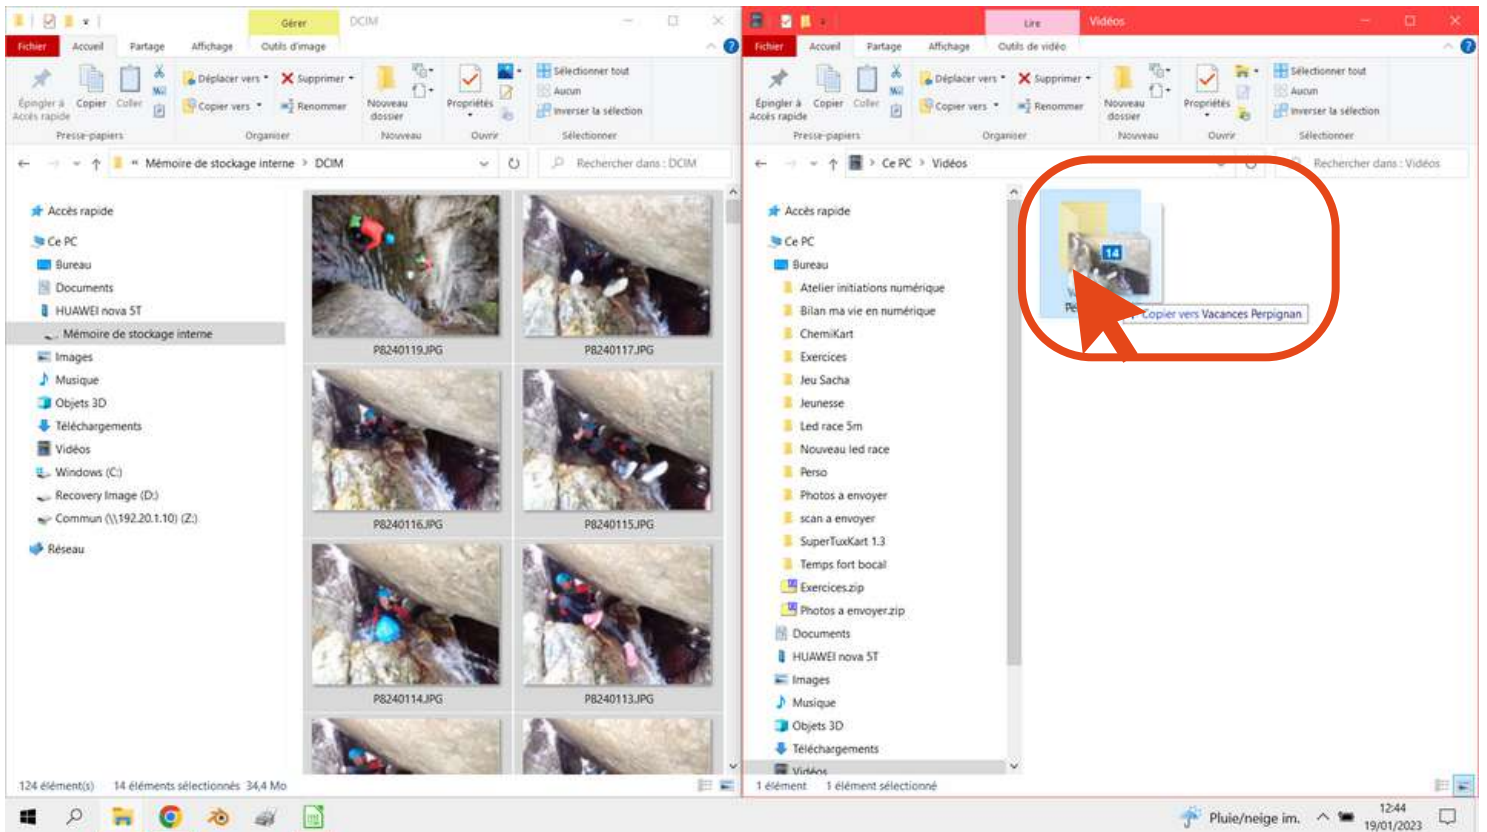 Gérer
DCIM
Fichier
Accueil
Partage
Affichage
Outils d'image
Épingler à
Accès rapide
Copier
Coller
Déplacer vers
Copier vers
Supprimer
Renommer
Nouveau
dossier
Propriétés
Sélectionner tout
Aucun
Inverser la sélection
Presse-papiers
Organiser
Nouveau
Ouvrir
Sélectionner
« Mémoire de stockage interne > DCIM
Rechercher dans : DCIM
Accès rapide
Ce PC
Bureau
Documents
HUAWEI nova 5T
Mémoire de stockage interne
Images
Musique
Objets 3D
Téléchargements
Vidéos
Windows (C:)
Recovery Image (D:)
Commun (\\192.20.1.10) (Z:)
Réseau
P8240119.JPG
P8240117.JPG
P8240116.JPG
P8240115.JPG
P8240114.JPG
P8240113.JPG
124 élément(s)
14 éléments sélectionnés 34,4 Mo
Lire
Vidéos
Fichier
Accueil
Partage
Affichage
Outils de vidéo
Épingler à
Accès rapide
Copier
Coller
Déplacer vers
Copier vers
Supprimer
Renommer
Nouveau
dossier
Propriétés
Sélectionner tout
Aucun
Inverser la sélection
Presse-papiers
Organiser
Nouveau
Ouvrir
Sélectionner
> Ce PC > Vidéos
Rechercher dans : Vidéos
Accès rapide
Ce PC
Bureau
Atelier initiations numérique
Bilan ma vie en numérique
ChemiKart
Exercices
Jeu Sacha
Jeunesse
Led race 5m
Nouveau led race
Perso
Photos a envoyer
scan a envoyer
SuperTuxKart 1.3
Temps fort bocal
Exercices.zip
Photos a envoyer.zip
Documents
HUAWEI nova 5T
Images
Musique
Objets 3D
Téléchargements
Vidéos
14
Copier vers Vacances Perpignan
1 élément
1 élément sélectionné
Pluie/neige im.
12:44
19/01/2023